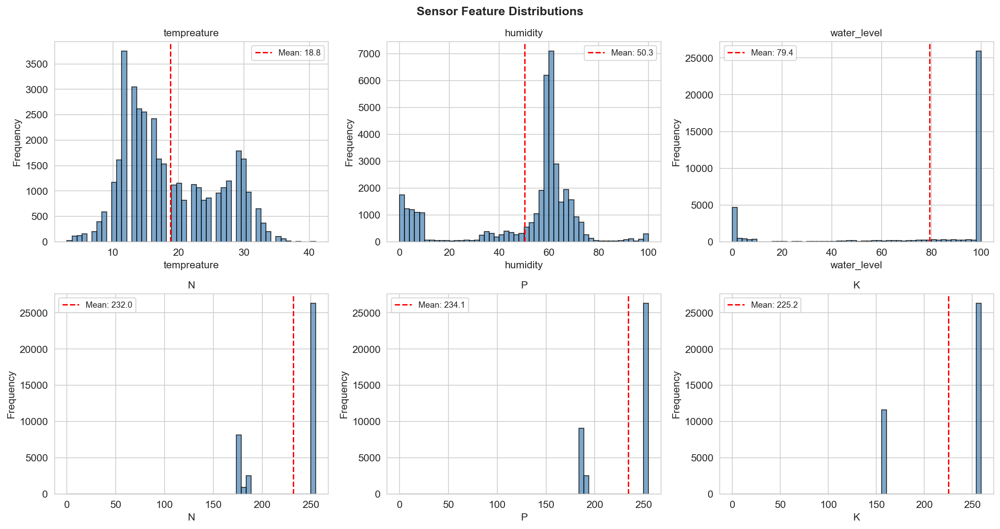 Sensor Feature Distributions
tempreature
Mean: 18.8
Frequency
3500
3000
2500
2000
1500
1000
500
0
10
20
30
40
tempreature
humidity
Mean: 50.3
Frequency
7000
6000
5000
4000
3000
2000
1000
0
0
20
40
60
80
100
humidity
water_level
Mean: 79.4
Frequency
25000
20000
15000
10000
5000
0
0
20
40
60
80
100
water_level
N
Mean: 232.0
Frequency
25000
20000
15000
10000
5000
0
0
50
100
150
200
250
N
P
Mean: 234.1
Frequency
25000
20000
15000
10000
5000
0
0
50
100
150
200
250
P
K
Mean: 225.2
Frequency
25000
20000
15000
10000
5000
0
0
50
100
150
200
250
K